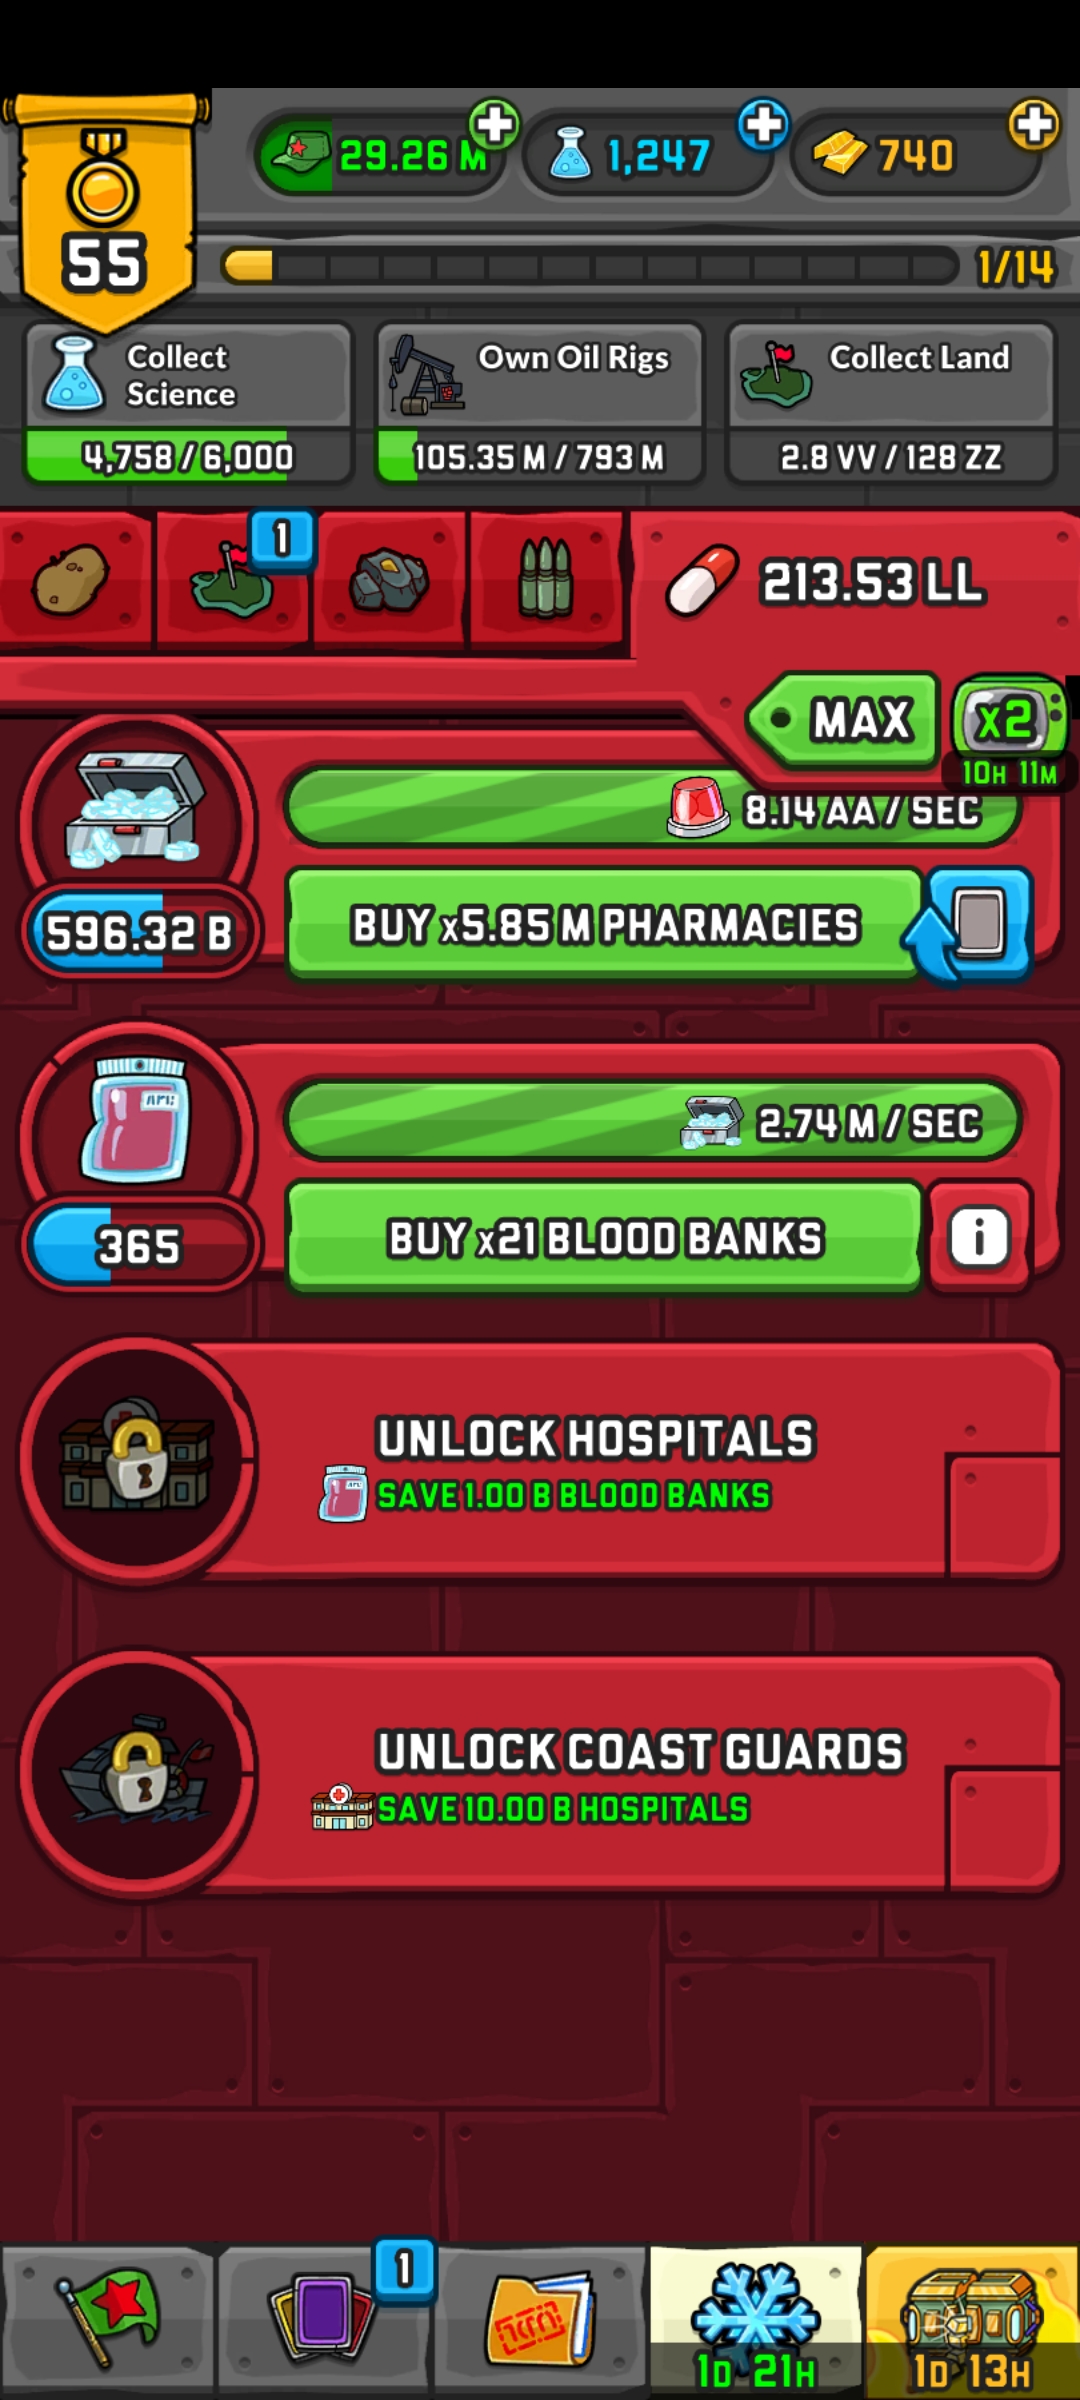 29.26 M
1,247
740
55
1/14
Collect
Science
4,758 / 6,000
Own Oil Rigs
105.35 M / 793 M
Collect Land
2.8 VV / 128 ZZ
1
213.53 LL
MAX
x2
10H 11M
8.14 AA / SEC
596.32 B
BUY x5.85 M PHARMACIES
2.74 M / SEC
365
BUY x21 BLOOD BANKS
i
UNLOCK HOSPITALS
SAVE 1.00 B BLOOD BANKS
UNLOCK COAST GUARDS
SAVE 10.00 B HOSPITALS
1
1D 21H
1D 13H